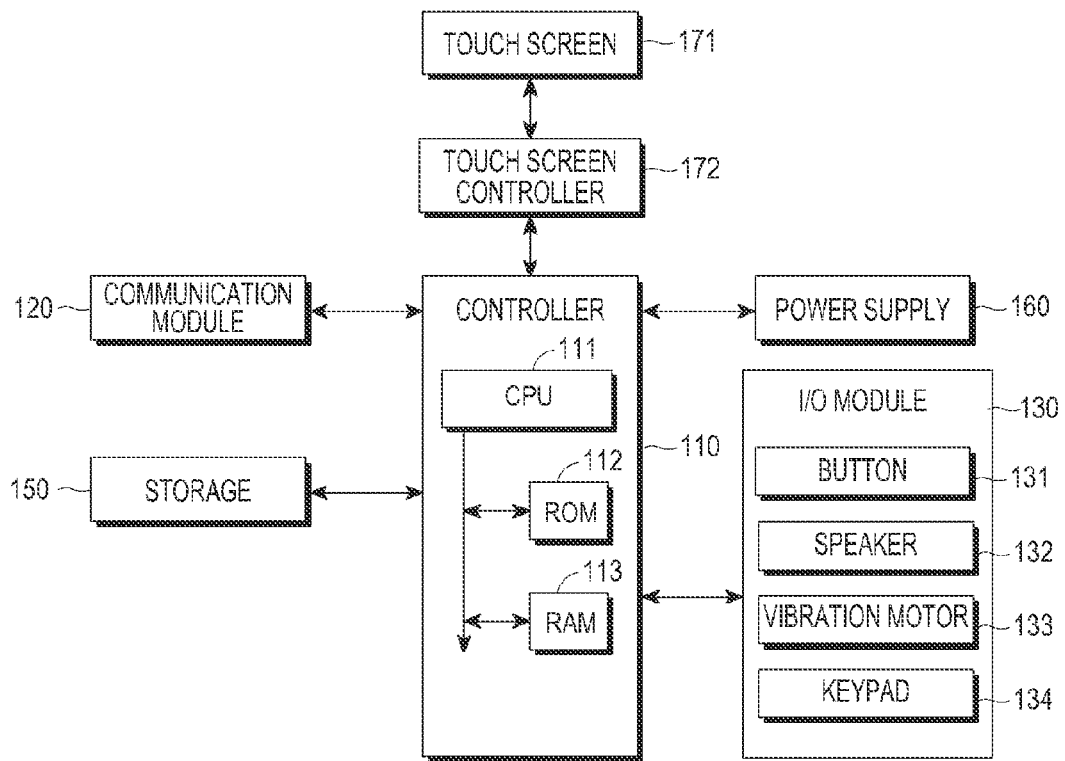 TOUCH SCREEN
171
TOUCH SCREEN
CONTROLLER
172
120
COMMUNICATION
MODULE
CONTROLLER
POWER SUPPLY
160
111
CPU
110
I/O MODULE
130
150
STORAGE
112
ROM
BUTTON
131
SPEAKER
132
113
RAM
VIBRATION MOTOR
133
KEYPAD
134